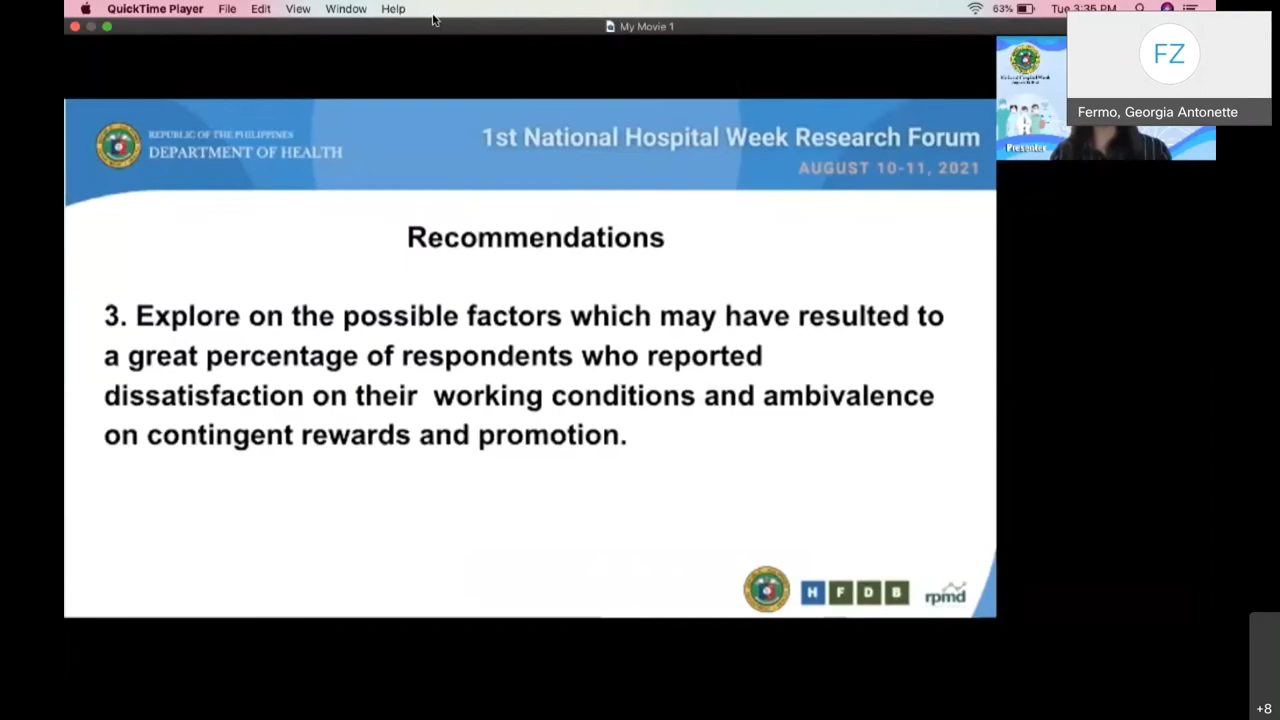 QuickTime Player File Edit View Window Help
63% Tue 3:35 PM
My Movie 1
FZ
Fermo, Georgia Antonette
Presenter
REPUBLIC OF THE PHILIPPINES
DEPARTMENT OF HEALTH
1st National Hospital Week Research Forum
AUGUST 10-11, 2021
Recommendations
3. Explore on the possible factors which may have resulted to
a great percentage of respondents who reported
dissatisfaction on their working conditions and ambivalence
on contingent rewards and promotion.
H F D B
rpmd
+8